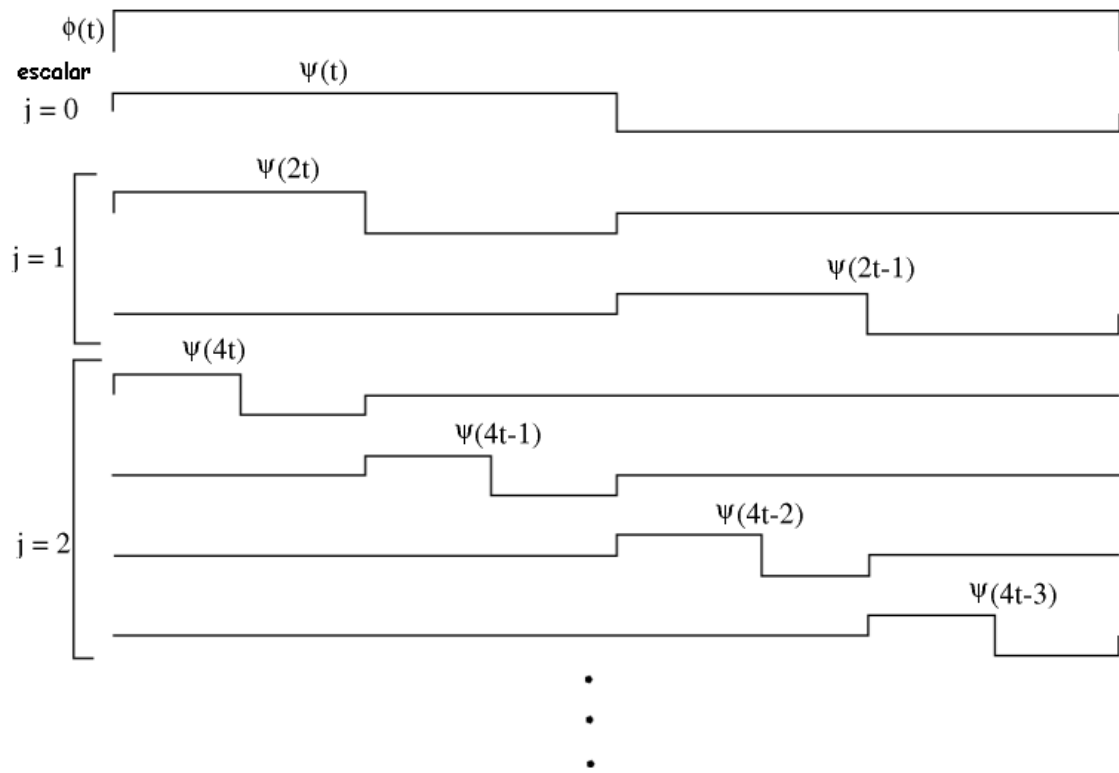 ϕ(t)
escalar
ψ(t)
j = 0
ψ(2t)
j = 1
ψ(2t-1)
ψ(4t)
ψ(4t-1)
ψ(4t-2)
j = 2
ψ(4t-3)